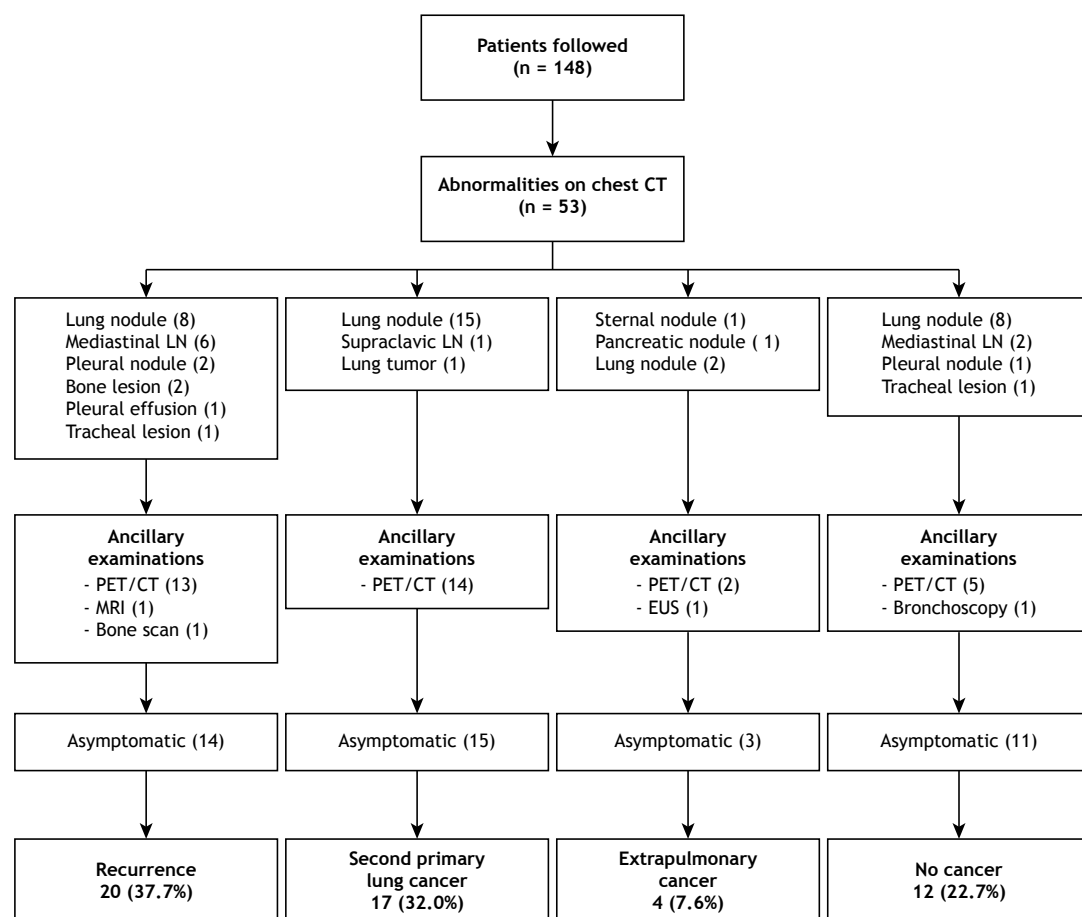 Patients followed
(n = 148)
Abnormalities on chest CT
(n = 53)
Lung nodule (8)
Mediastinal LN (6)
Pleural nodule (2)
Bone lesion (2)
Pleural effusion (1)
Tracheal lesion (1)
Lung nodule (15)
Supraclavic LN (1)
Lung tumor (1)
Sternal nodule (1)
Pancreatic nodule ( 1)
Lung nodule (2)
Lung nodule (8)
Mediastinal LN (2)
Pleural nodule (1)
Tracheal lesion (1)
Ancillary
examinations
- PET/CT (13)
- MRI (1)
- Bone scan (1)
Ancillary
examinations
- PET/CT (14)
Ancillary
examinations
- PET/CT (2)
- EUS (1)
Ancillary
examinations
- PET/CT (5)
- Bronchoscopy (1)
Asymptomatic (14)
Asymptomatic (15)
Asymptomatic (3)
Asymptomatic (11)
Recurrence
20 (37.7%)
Second primary
lung cancer
17 (32.0%)
Extrapulmonary
cancer
4 (7.6%)
No cancer
12 (22.7%)